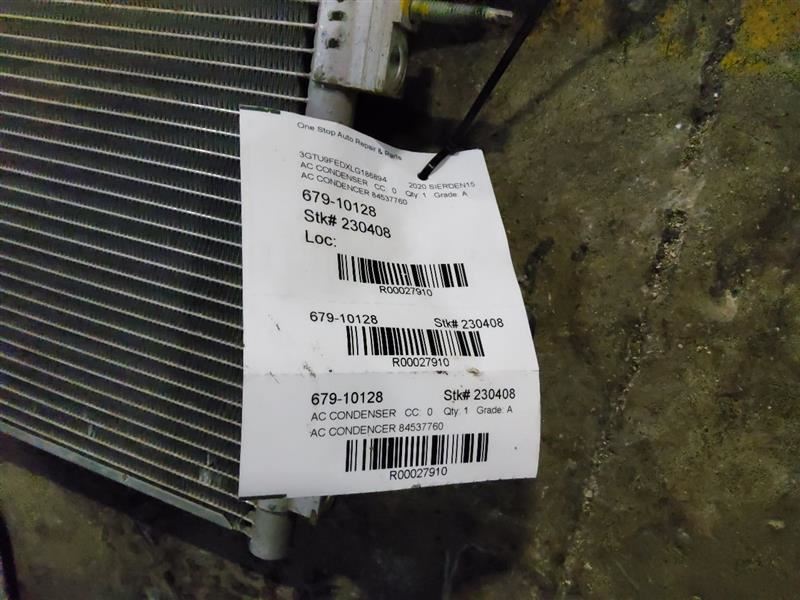 One Stop Auto Repair & Parts
3GTU9FEDXLG186894 2020 SIERDEN15
AC CONDENSER CC: 0 Qty: 1 Grade: A
AC CONDENCER 84537760
679-10128
Stk# 230408
Loc:
R00027910
679-10128 Stk# 230408
R00027910
679-10128 Stk# 230408
AC CONDENSER CC: 0 Qty: 1 Grade: A
AC CONDENCER 84537760
R00027910